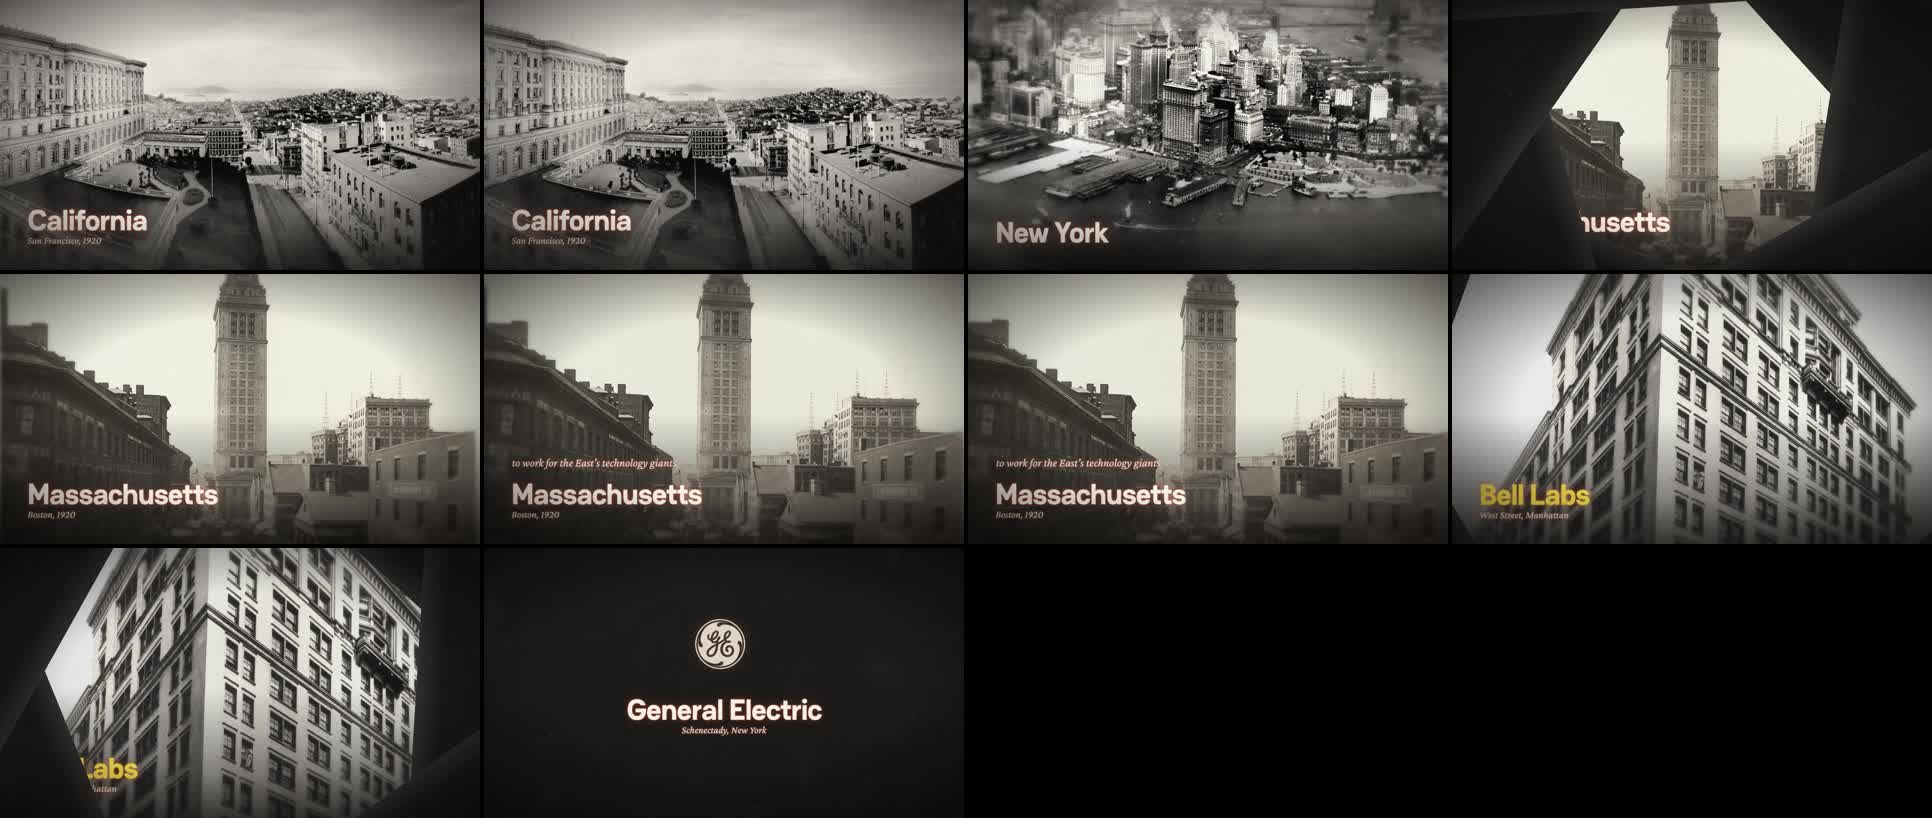 California
San Francisco, 1920
California
San Francisco, 1920
New York
husetts
Massachusetts
Boston, 1920
to work for the East's technology giants
Massachusetts
Boston, 1920
to work for the East's technology giants
Massachusetts
Boston, 1920
Bell Labs
West Street, Manhattan
Labs
hattan
GE
General Electric
Schenectady, New York